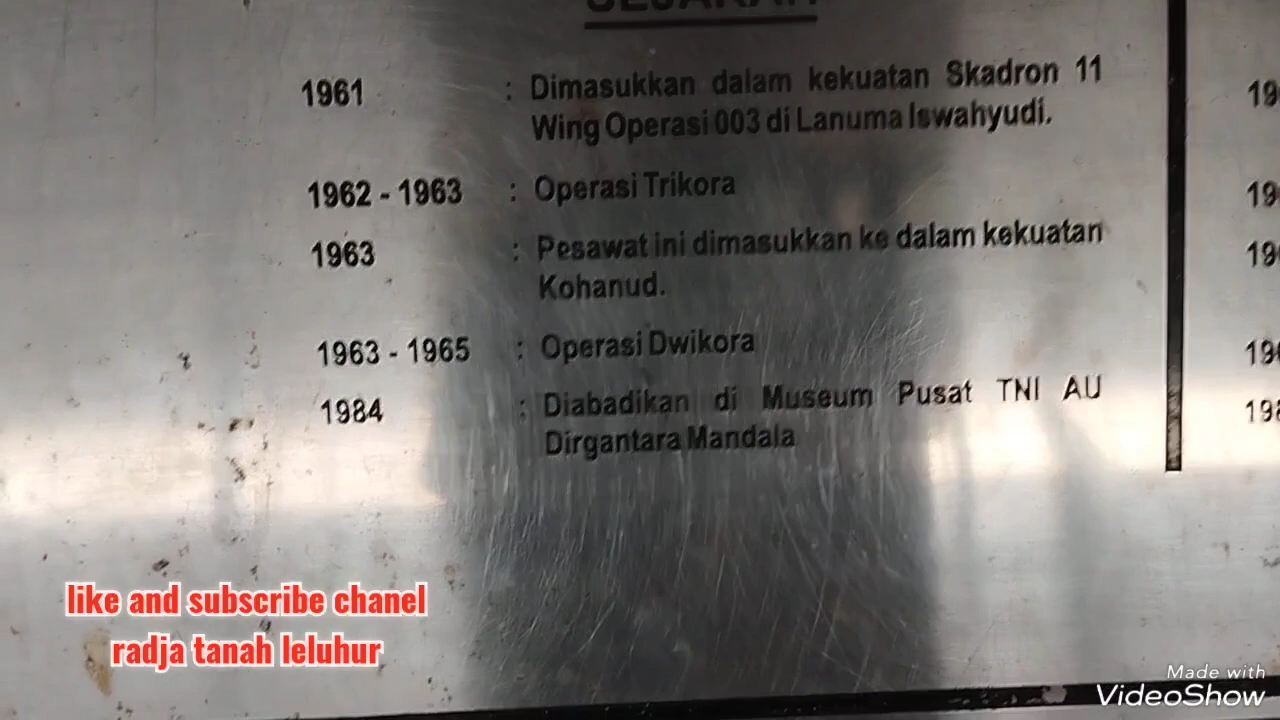 SEJARAH
1961 : Dimasukkan dalam kekuatan Skadron 11
Wing Operasi 003 di Lanuma Iswahyudi.
1962 - 1963 : Operasi Trikora
1963 : Pesawat ini dimasukkan ke dalam kekuatan
Kohanud.
1963 - 1965 : Operasi Dwikora
1984 : Diabadikan di Museum Pusat TNI AU
Dirgantara Mandala
like and subscribe chanel
radja tanah leluhur
Made with
VideoShow